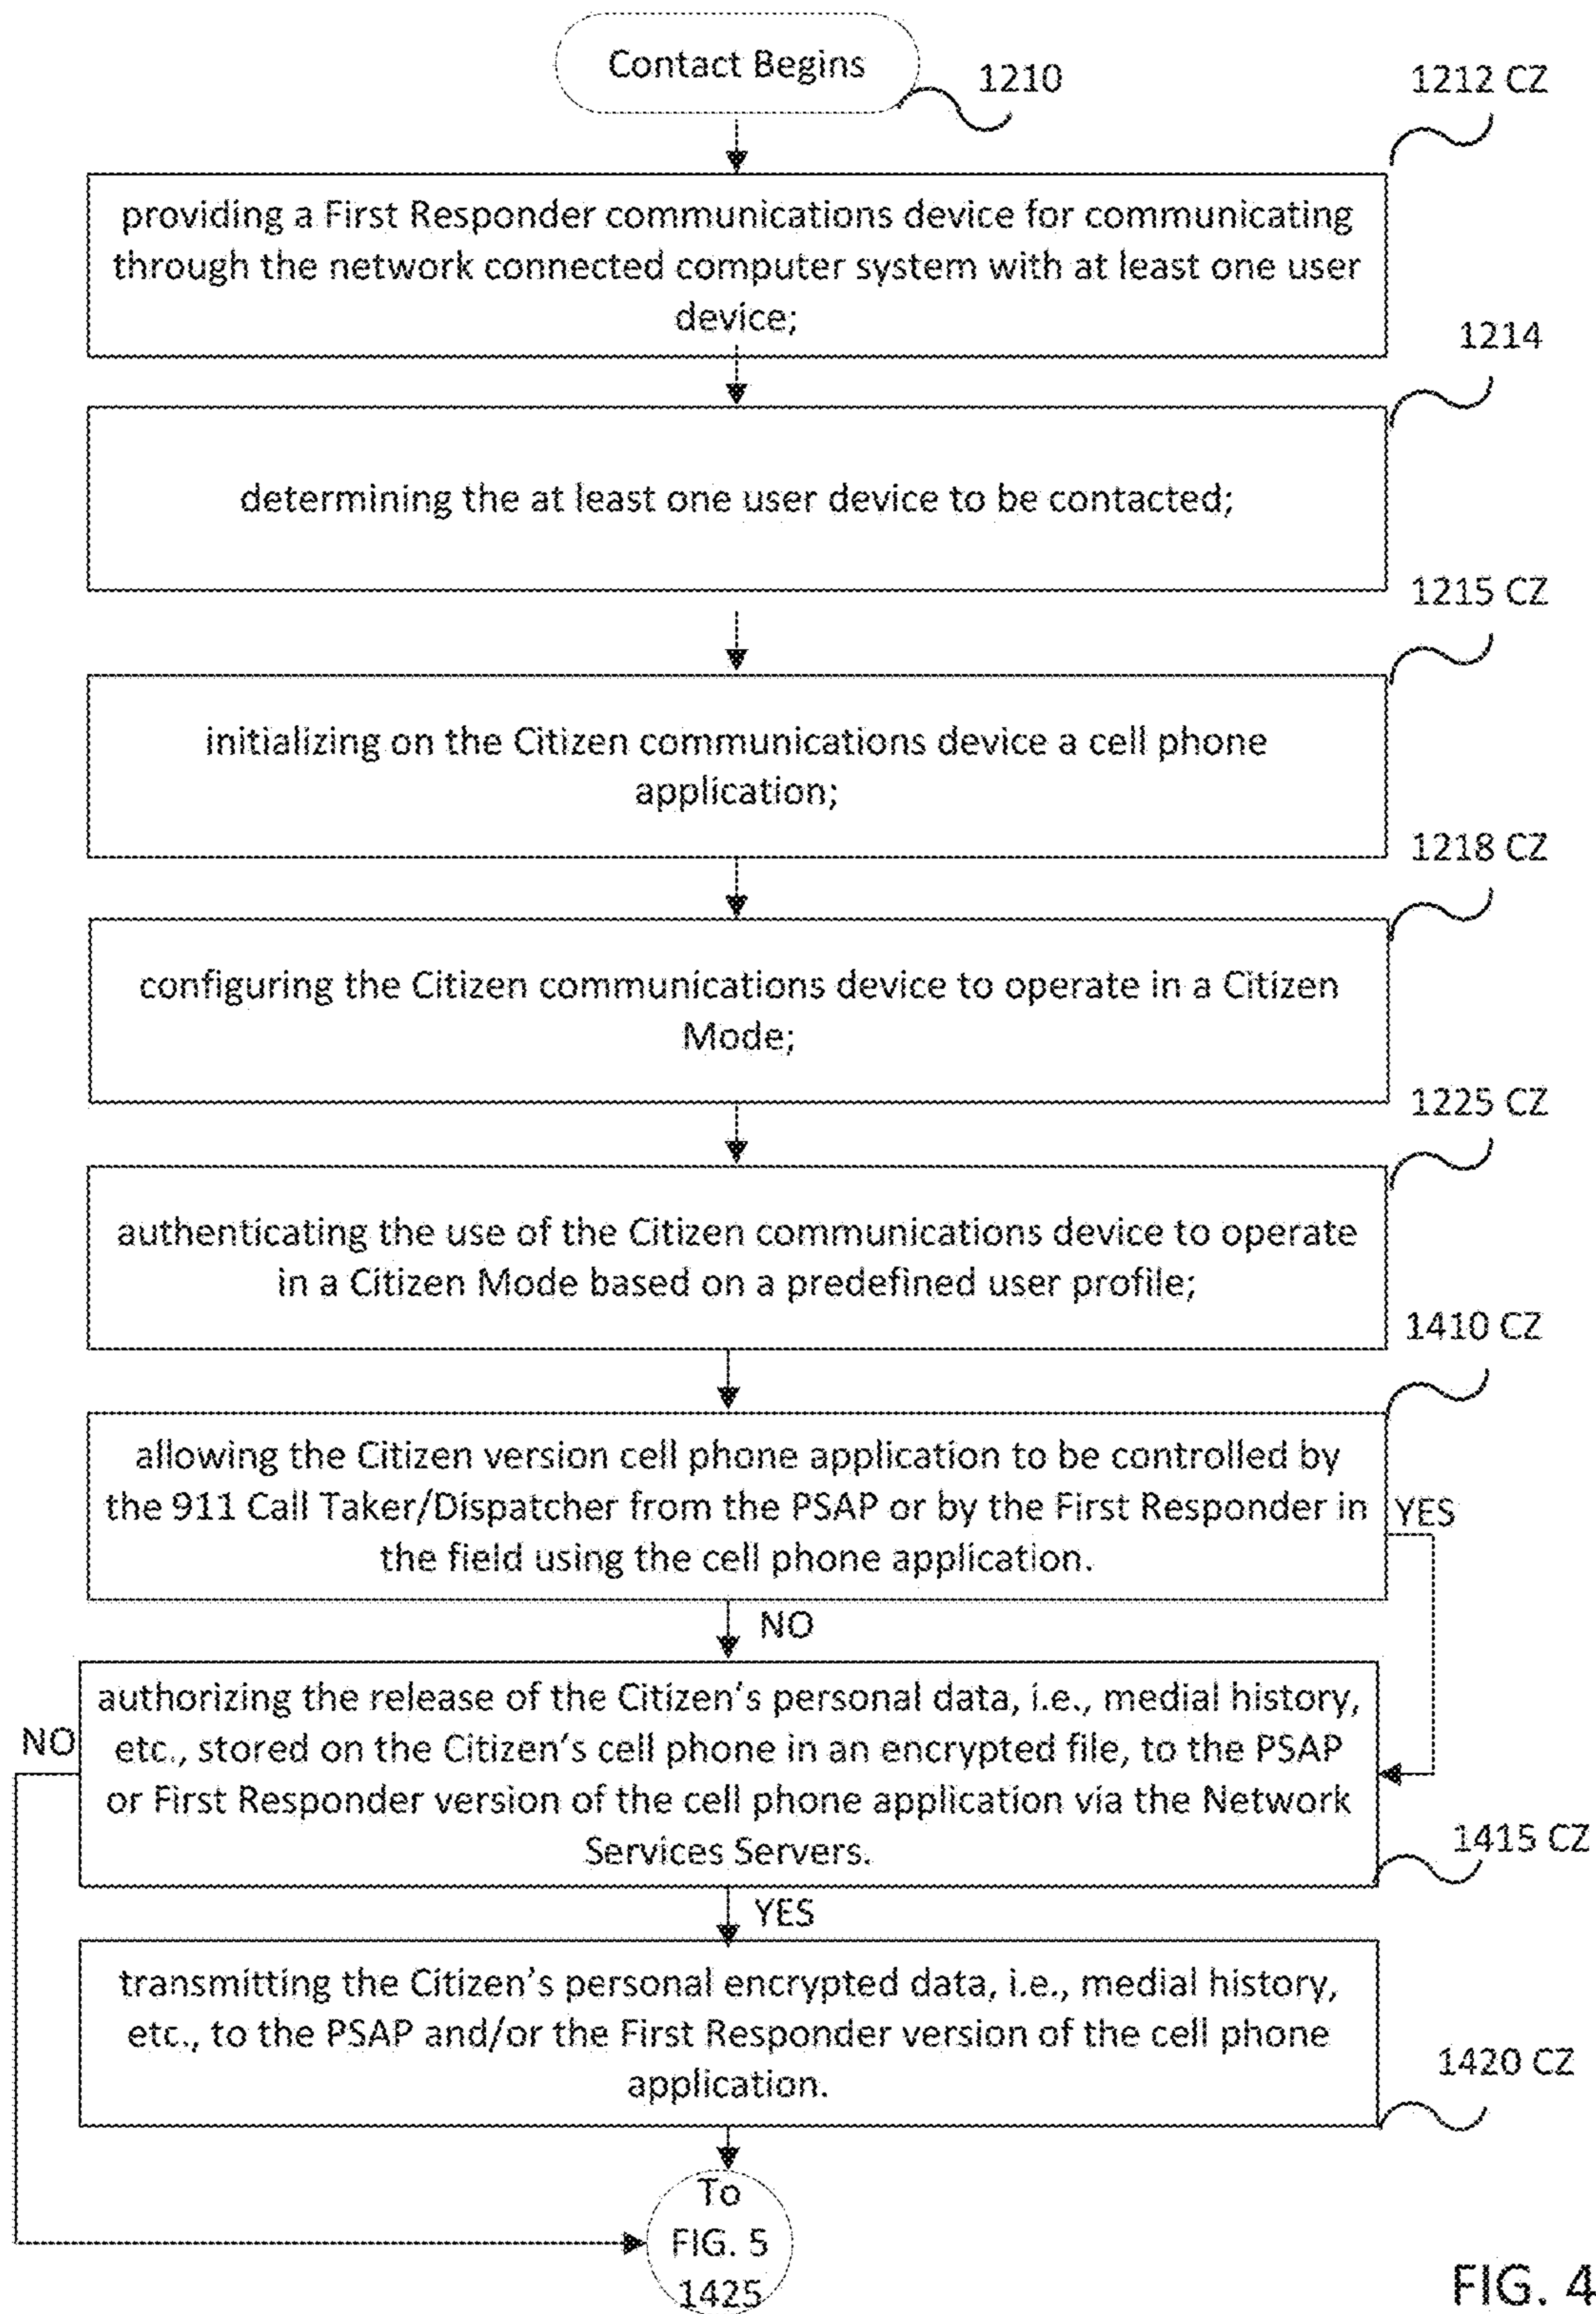 Contact Begins
1210
1212 CZ
providing a First Responder communications device for communicating
through the network connected computer system with at least one user
device;
1214
determining the at least one user device to be contacted;
1215 CZ
initializing on the Citizen communications device a cell phone
application;
1218 CZ
configuring the Citizen communications device to operate in a Citizen
Mode;
1225 CZ
authenticating the use of the Citizen communications device to operate
in a Citizen Mode based on a predefined user profile;
1410 CZ
allowing the Citizen version cell phone application to be controlled by
the 911 Call Taker/Dispatcher from the PSAP or by the First Responder in
the field using the cell phone application.
YES
NO
authorizing the release of the Citizen's personal data, i.e., medial history,
etc., stored on the Citizen's cell phone in an encrypted file, to the PSAP
or First Responder version of the cell phone application via the Network
Services Servers.
NO
1415 CZ
YES
transmitting the Citizen's personal encrypted data, i.e., medial history,
etc., to the PSAP and/or the First Responder version of the cell phone
application.
1420 CZ
To
FIG. 5
1425
FIG. 4